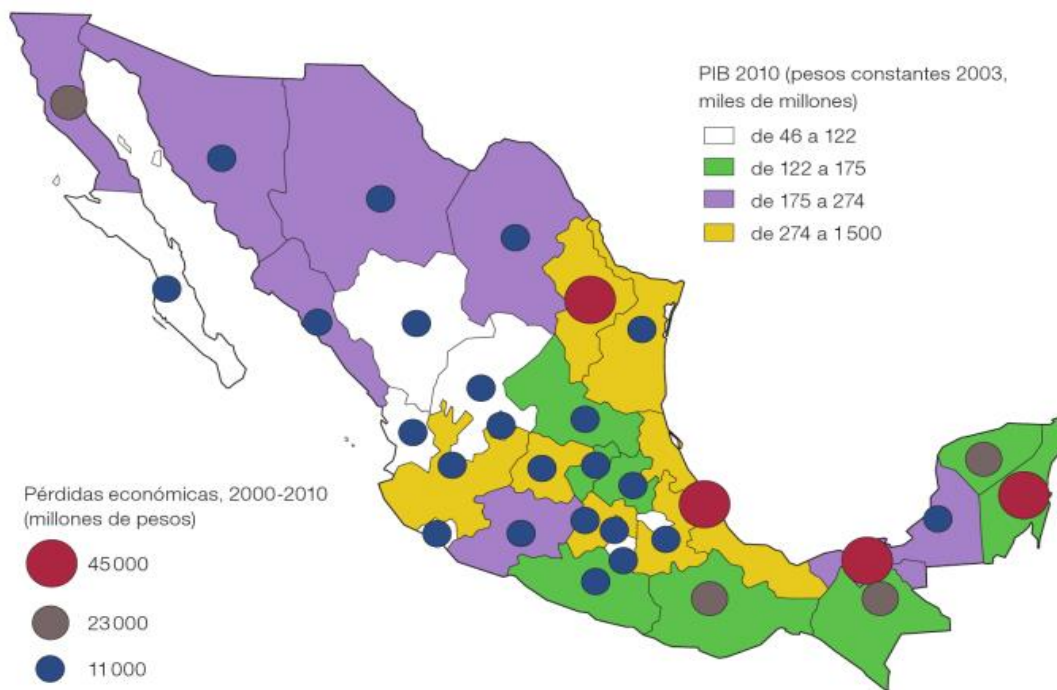 PIB 2010 (pesos constantes 2003,
miles de millones)
de 46 a 122
de 122 a 175
de 175 a 274
de 274 a 1 500
Pérdidas económicas, 2000-2010
(millones de pesos)
45 000
23 000
11 000